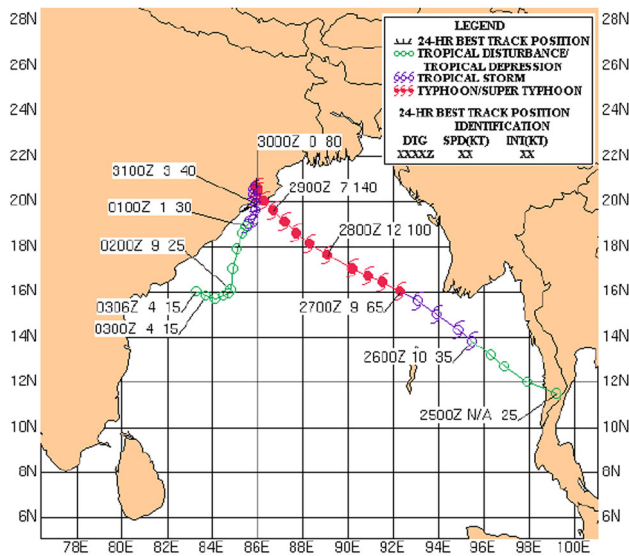 28N
26N
24N
22N
20N
18N
16N
14N
12N
10N
8N
6N
LEGEND
24-HR BEST TRACK POSITION
TROPICAL DISTURBANCE/
TROPICAL DEPRESSION
TROPICAL STORM
TYPHOON/SUPER TYPHOON
24-HR BEST TRACK POSITION
IDENTIFICATION
DTG SPD(KT) INT(KT)
XXXXZ XX XX
28N
26N
24N
22N
20N
18N
16N
14N
12N
10N
8N
6N
3000Z 0 80
3100Z 3 40
2900Z 7 140
0100Z 1 30
2800Z 12 100
0200Z 9 25
0306Z 4 15
2700Z 9 65
0300Z 4 15
2600Z 10 35
2500Z N/A 25
78E 80E 82E 84E 86E 88E 90E 92E 94E 96E 98E 100E